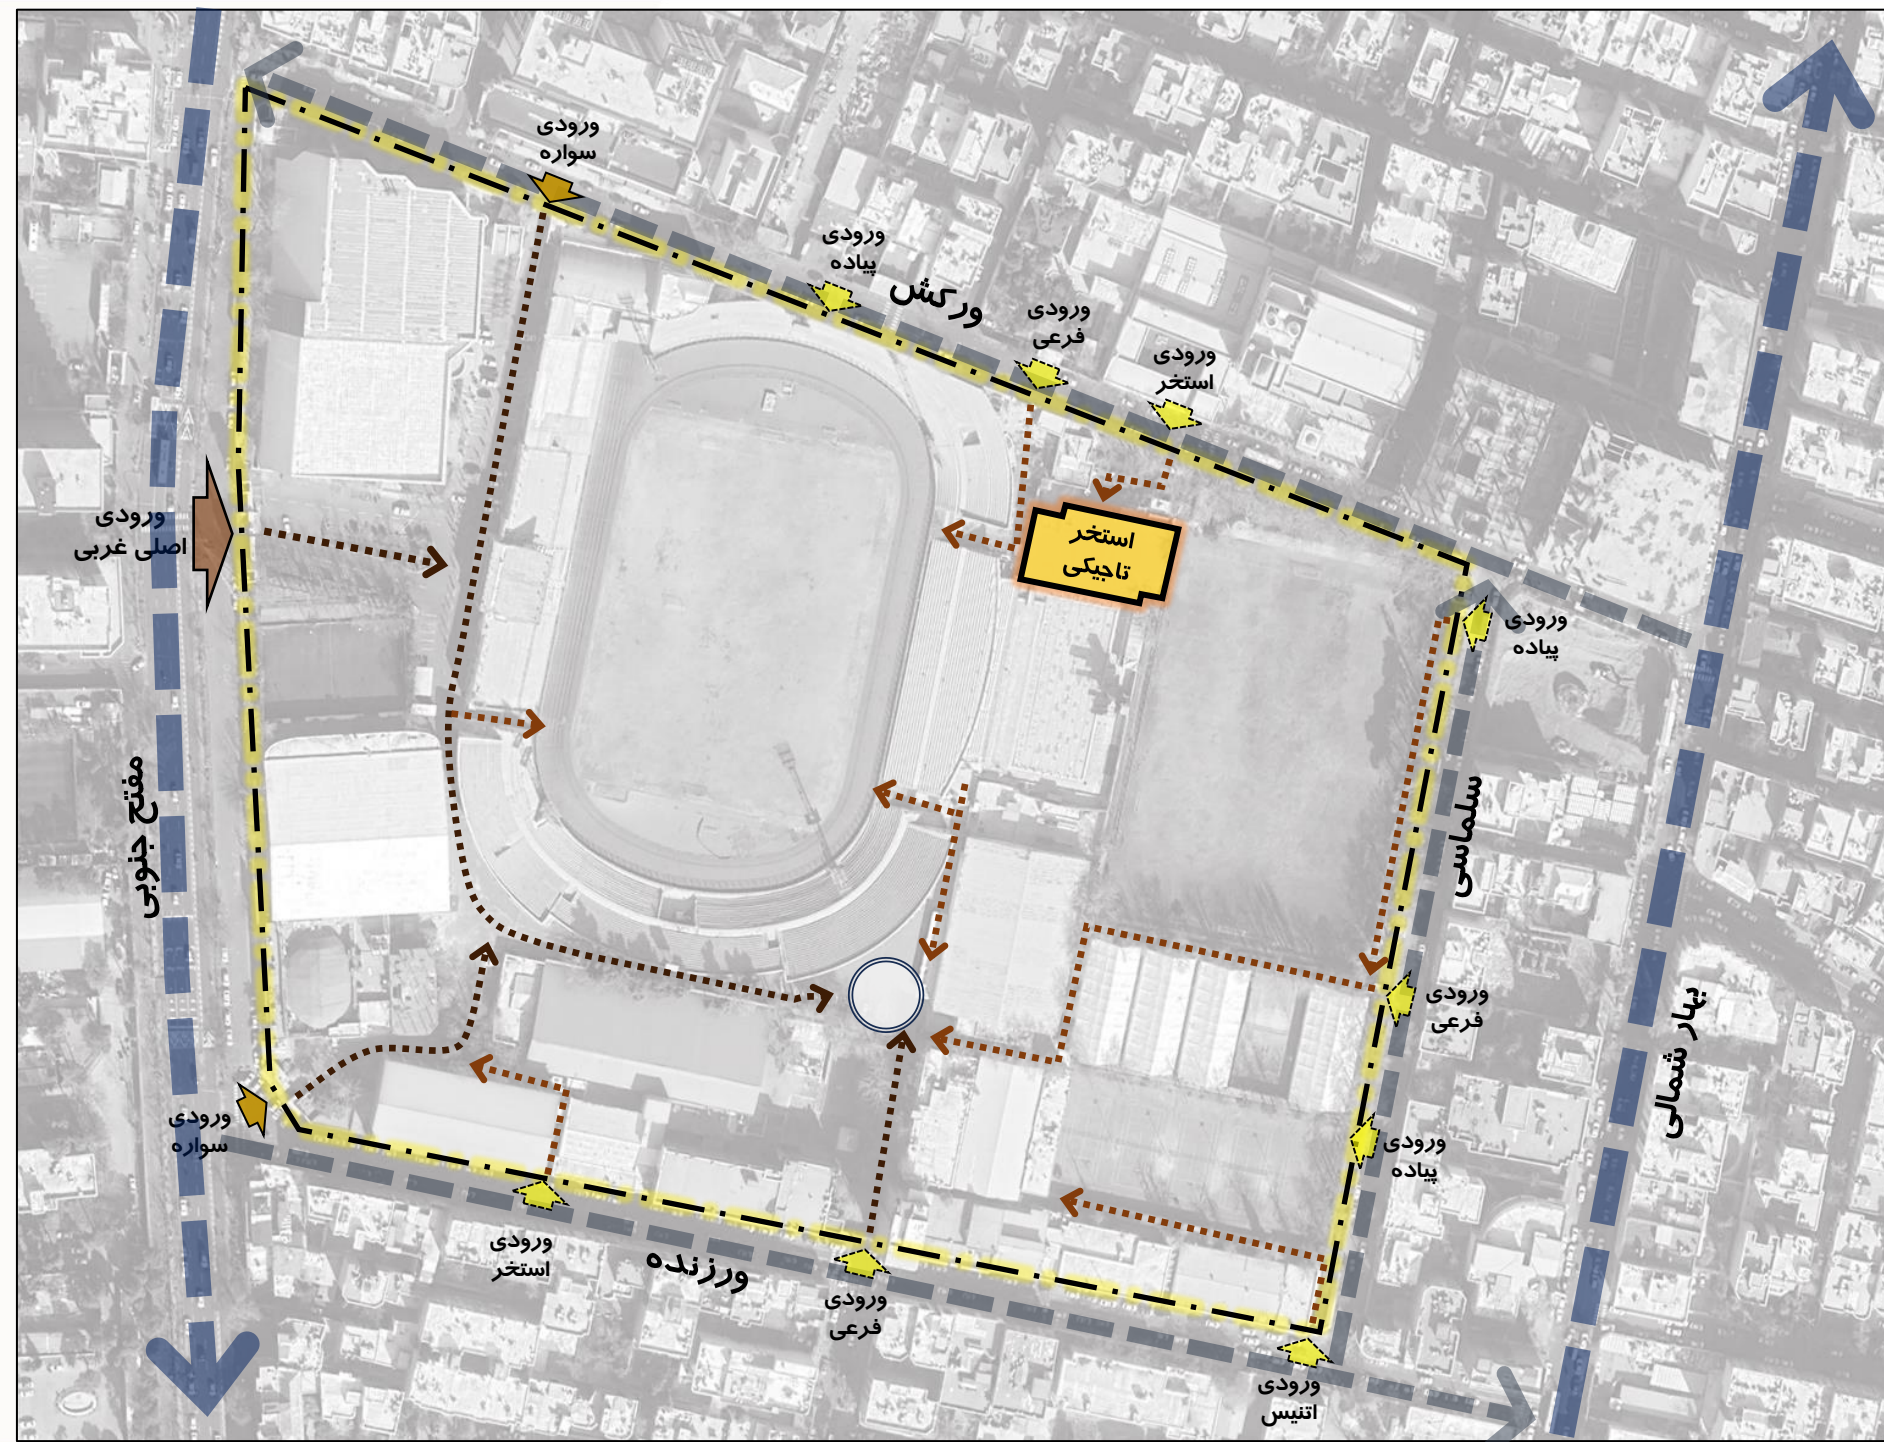 ورودی
سواره
ورودی
پیاده
ورکش
ورودی
فرعی
ورودی
استخر
ورودی
اصلی غربی
استخر
تاجیکی
ورودی
پیاده
مفتح جنوبی
سلماسی
ورودی
فرعی
بهار شمالی
ورودی
سواره
ورودی
پیاده
ورودی
استخر
ورزنده
ورودی
فرعی
ورودی
اتنیس